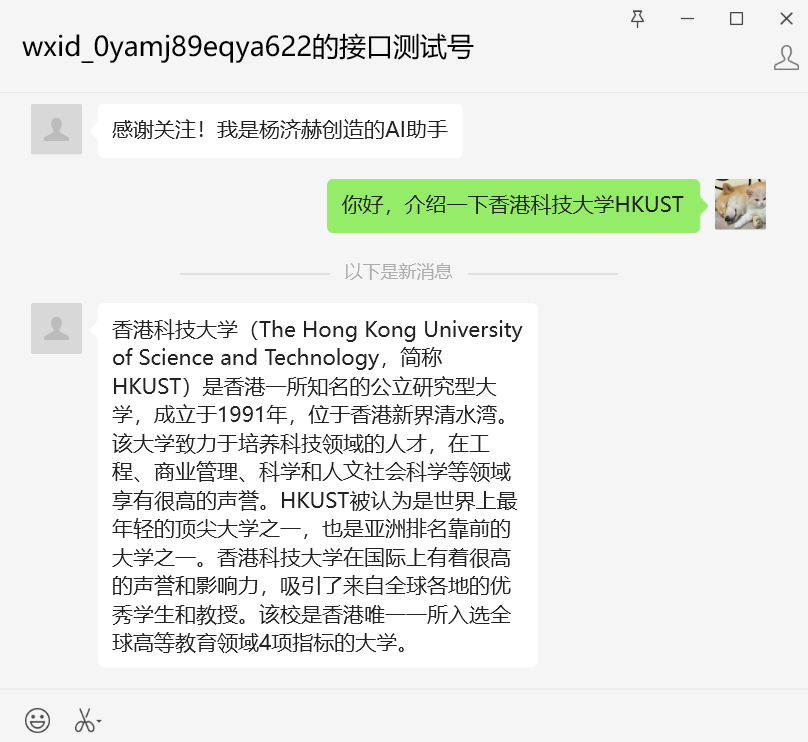 wxid_0yamj89eqya622的接口测试号
感谢关注！我是杨济赫创造的AI助手
你好，介绍一下香港科技大学HKUST
以下是新消息
香港科技大学（The Hong Kong University
of Science and Technology，简称
HKUST）是香港一所知名的公立研究型大
学，成立于1991年，位于香港新界清水湾。
该大学致力于培养科技领域的人才，在工
程、商业管理、科学和人文社会科学等领域
享有很高的声誉。HKUST被认为是世界上最
年轻的顶尖大学之一，也是亚洲排名靠前的
大学之一。香港科技大学在国际上有着很高
的声誉和影响力，吸引了来自全球各地的优
秀学生和教授。该校是香港唯一一所入选全
球高等教育领域4项指标的大学。